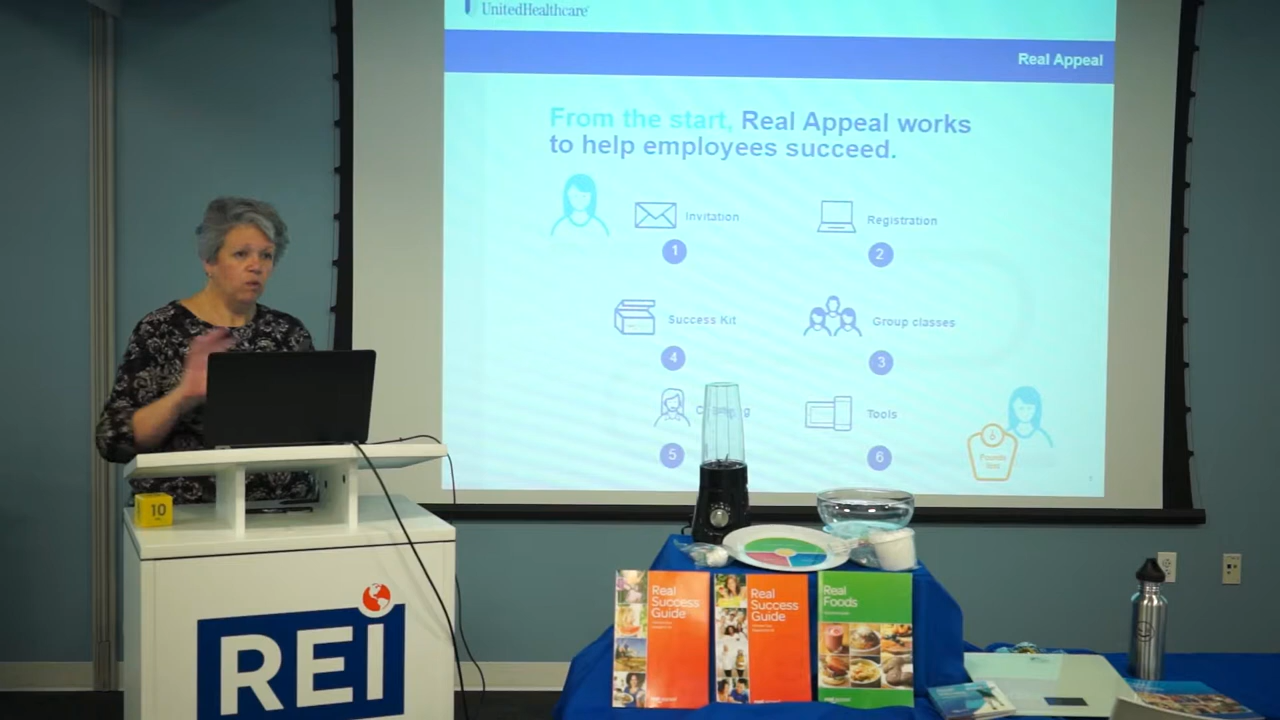 UnitedHealthcare
Real Appeal
From the start, Real Appeal works
to help employees succeed.
Invitation
Registration
1
2
Success Kit
Group classes
4
3
Tools
5
6
10
REI
Real
Success
Guide
Real
Success
Guide
Real
Foods